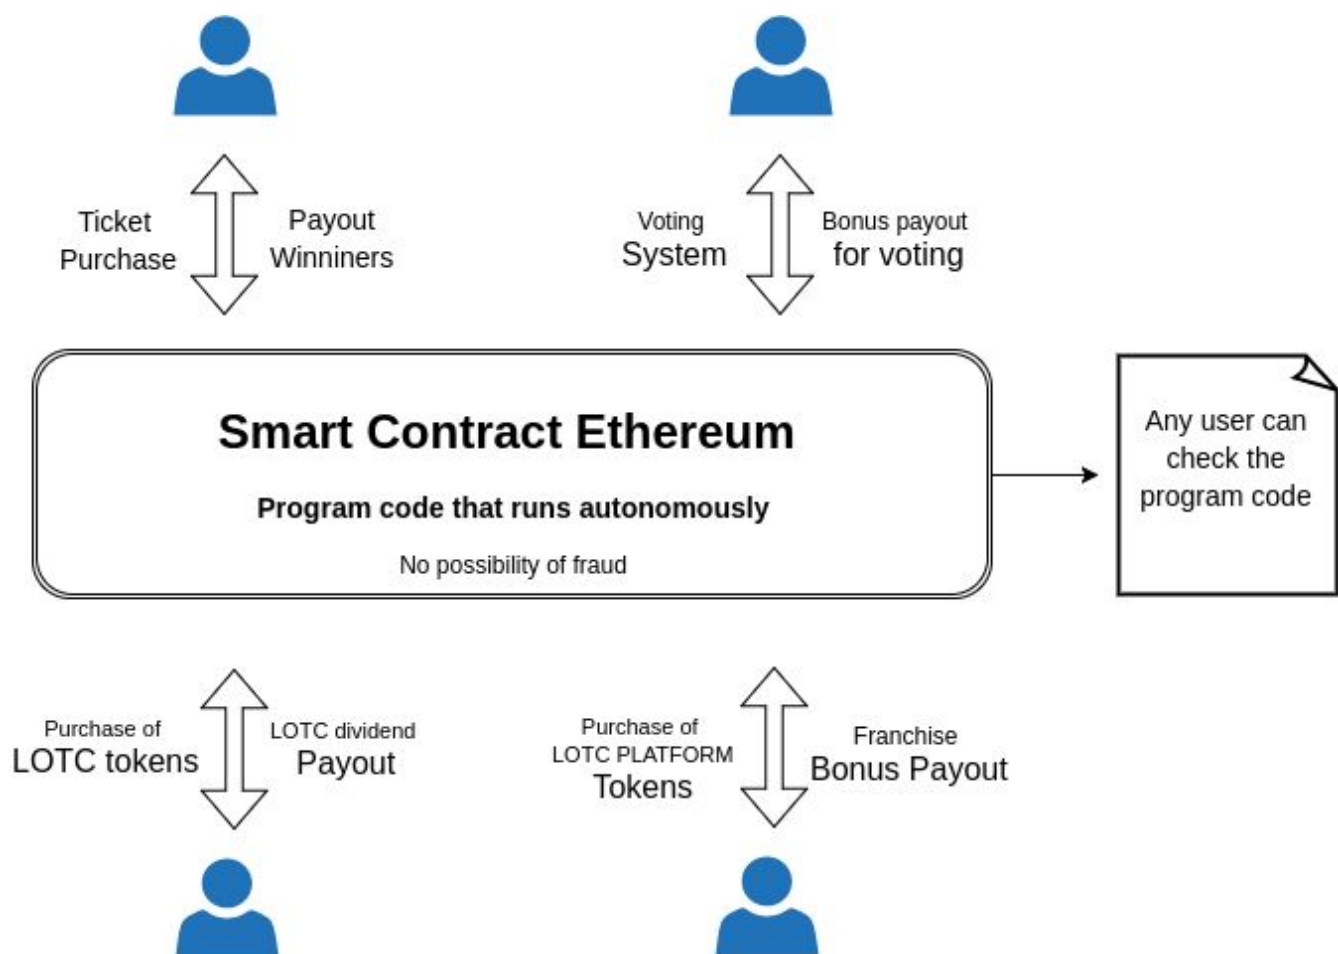 Ticket
Purchase
Payout
Winniners
Voting
System
Bonus payout
for voting
Smart Contract Ethereum
Program code that runs autonomously
No possibility of fraud
Any user can
check the
program code
Purchase of
LOTC tokens
LOTC dividend
Payout
Purchase of
LOTC PLATFORM
Tokens
Franchise
Bonus Payout